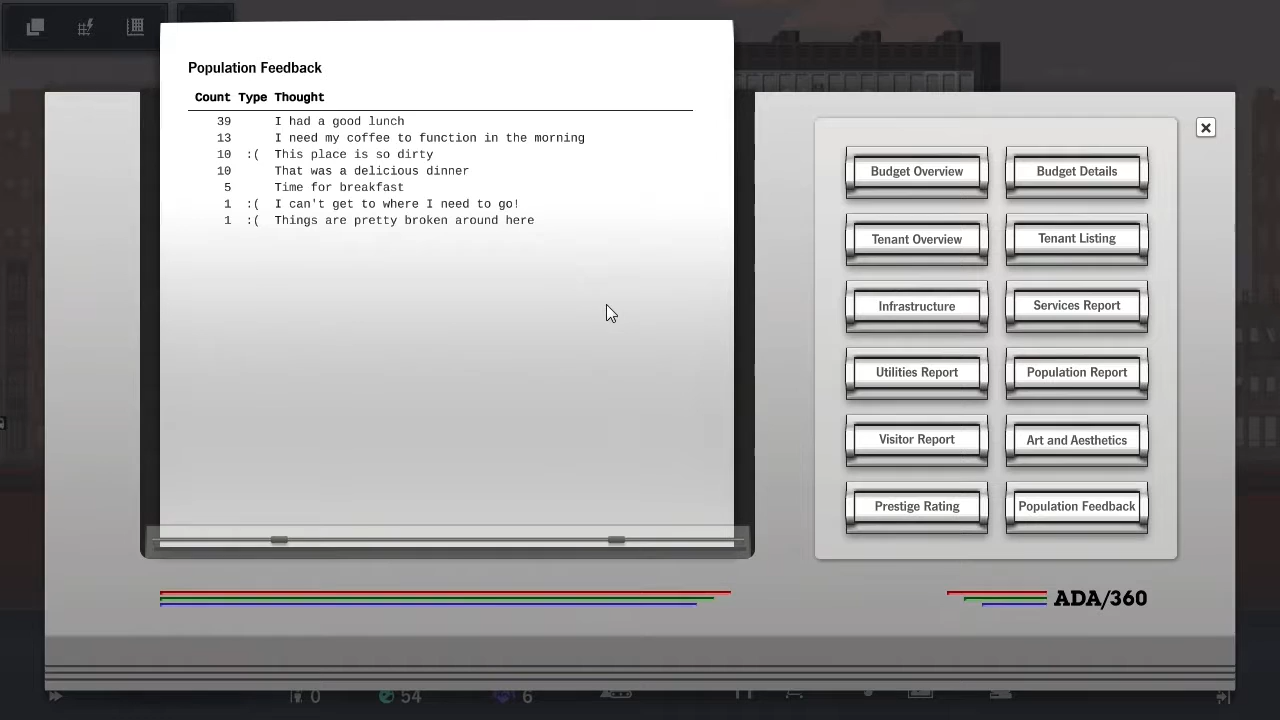 Population Feedback
Count Type Thought
39 I had a good lunch
13 I need my coffee to function in the morning
10 :( This place is so dirty
10 That was a delicious dinner
5 Time for breakfast
1 :( I can't get to where I need to go!
1 :( Things are pretty broken around here
Budget Overview Budget Details
Tenant Overview Tenant Listing
Infrastructure Services Report
Utilities Report Population Report
Visitor Report Art and Aesthetics
Prestige Rating Population Feedback
ADA/360
0 54 6